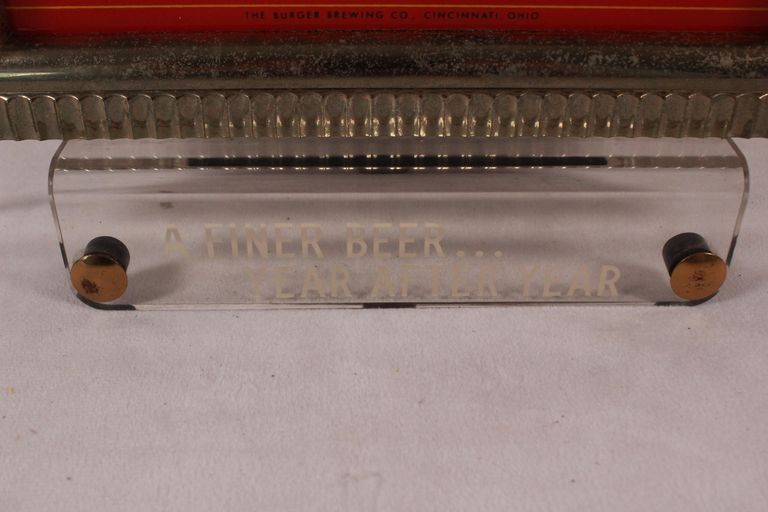 THE BURGER BREWING CO., CINCINNATI, OHIO
A FINER BEER...
YEAR AFTER YEAR